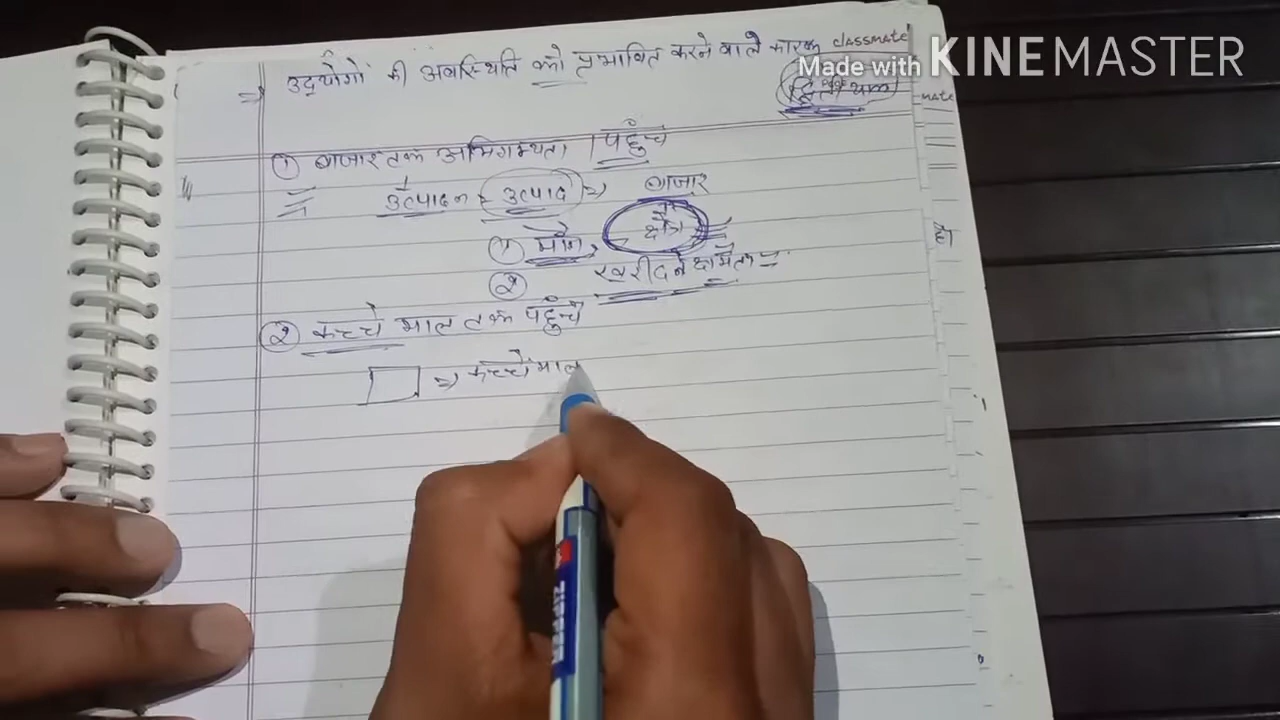 Made with KINEMASTER
classmate
=> उद्योगों की अवस्थिति को प्रभावित करने वाले कारक
① बाजार तक अभिगम्यता / पहुँच
उत्पादन : उत्पाद => बाजार
① माँग, क्षेत्र
② खरीदने क्षमता
② कच्चे माल तक पहुँच
=> कच्चे माल